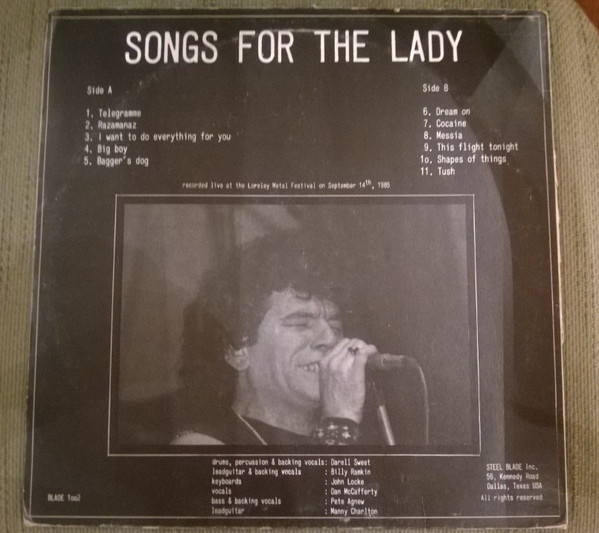 SONGS FOR THE LADY
Side A
1. Telegramme
2. Razamanaz
3. I want to do everything for you
4. Big boy
5. Bagger's dog
Side B
6. Dream on
7. Cocaine
8. Messia
9. This flight tonight
1o. Shapes of things
11. Tush
recorded live at the Loreley Metal Festival on September 14th, 1985
drums, percussion & backing vocals: Darell Sweet
leadguitar & backing vocals : Billy Rankin
keyboards : John Locke
vocals : Dan McCafferty
bass & backing vocals : Pete Agnew
leadguitar : Manny Charlton
BLADE 1oo2
STEEL BLADE inc.
56, Kennedy Road
Dallas, Texas USA
All rights reserved